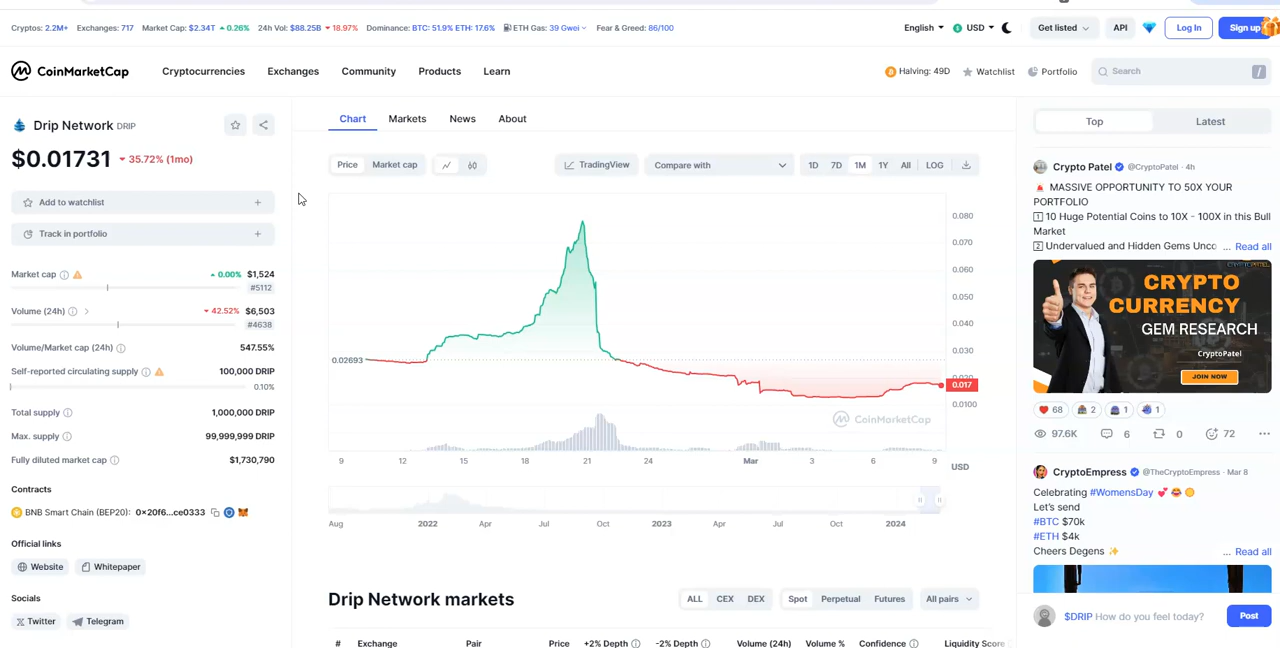 Cryptos: 2.2M+ Exchanges: 717 Market Cap: $2.34T 0.26% 24h Vol: $88.25B 18.97% Dominance: BTC: 51.9% ETH: 17.6% ETH Gas: 39 Gwei Fear & Greed: 86/100
English USD Get listed API Log In Sign up
CoinMarketCap Cryptocurrencies Exchanges Community Products Learn
Halving: 49D Watchlist Portfolio Search /
Drip Network DRIP
$0.01731 35.72% (1mo)
Add to watchlist +
Track in portfolio +
Market cap 0.00% $1,524
#5112
Volume (24h) 42.52% $6,503
#4638
Volume/Market cap (24h) 547.55%
Self-reported circulating supply 100,000 DRIP
0.10%
Total supply 1,000,000 DRIP
Max. supply 99,999,999 DRIP
Fully diluted market cap $1,730,790
Contracts
BNB Smart Chain (BEP20): 0x20f6...ce0333
Official links
Website Whitepaper
Socials
Twitter Telegram
Chart Markets News About
Price Market cap TradingView Compare with 1D 7D 1M 1Y All LOG
0.080
0.070
0.060
0.050
0.040
0.030
0.02693
0.020
0.017
0.0100
CoinMarketCap
9 12 15 18 21 24 Mar 3 6 9 USD
Aug 2022 Apr Jul Oct 2023 Apr Jul Oct 2024
Drip Network markets ALL CEX DEX Spot Perpetual Futures All pairs
# Exchange Pair Price +2% Depth -2% Depth Volume (24h) Volume % Confidence Liquidity Score
Top Latest
Crypto Patel @CryptoPatel · 4h
MASSIVE OPPORTUNITY TO 50X YOUR
PORTFOLIO
1 10 Huge Potential Coins to 10X - 100X in this Bull
Market
2 Undervalued and Hidden Gems Unco ... Read all
CRYPTOPATEL
CRYPTO
CURRENCY
GEM RESEARCH
CryptoPatel
JOIN NOW
68 2 1 1
97.6K 6 0 72 ...
CryptoEmpress @TheCryptoEmpress · Mar 8
Celebrating #WomensDay
Let's send
#BTC $70k
#ETH $4k
Cheers Degens ... Read all
$DRIP How do you feel today? Post